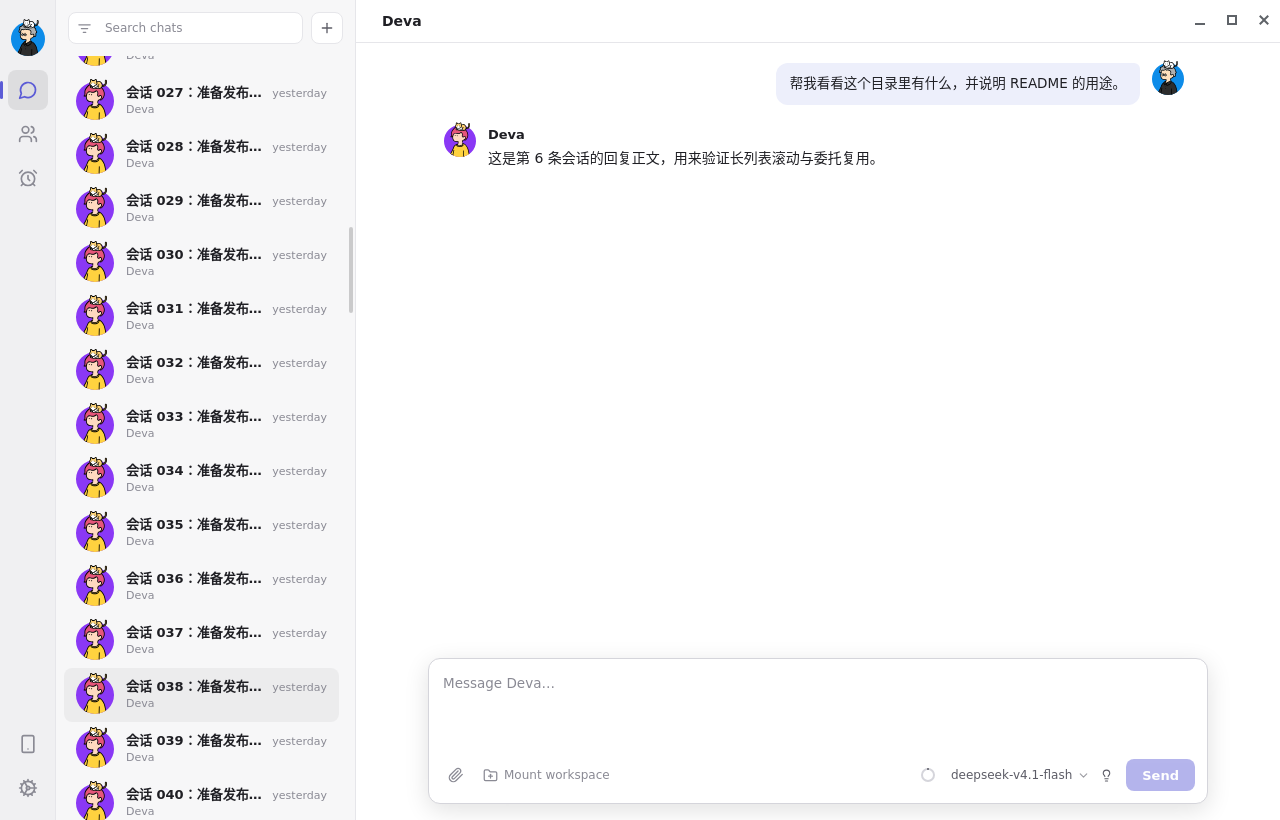 Search chats
Deva
会话 027：准备发布... yesterday
Deva
会话 028：准备发布... yesterday
Deva
会话 029：准备发布... yesterday
Deva
会话 030：准备发布... yesterday
Deva
会话 031：准备发布... yesterday
Deva
会话 032：准备发布... yesterday
Deva
会话 033：准备发布... yesterday
Deva
会话 034：准备发布... yesterday
Deva
会话 035：准备发布... yesterday
Deva
会话 036：准备发布... yesterday
Deva
会话 037：准备发布... yesterday
Deva
会话 038：准备发布... yesterday
Deva
会话 039：准备发布... yesterday
Deva
会话 040：准备发布... yesterday
Deva
Deva
帮我看看这个目录里有什么，并说明 README 的用途。
Deva
这是第 6 条会话的回复正文，用来验证长列表滚动与委托复用。
Message Deva...
Mount workspace
deepseek-v4.1-flash
Send